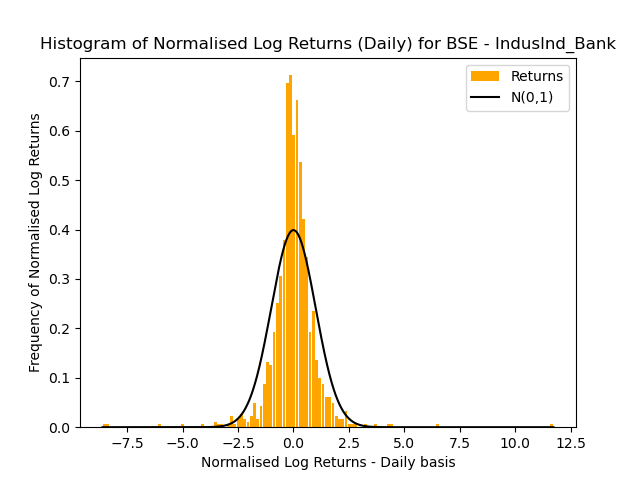 Histogram of Normalised Log Returns (Daily) for BSE - IndusInd_Bank
Returns
N(0,1)
Frequency of Normalised Log Returns
0.7
0.6
0.5
0.4
0.3
0.2
0.1
0.0
−7.5 −5.0 −2.5 0.0 2.5 5.0 7.5 10.0 12.5
Normalised Log Returns - Daily basis